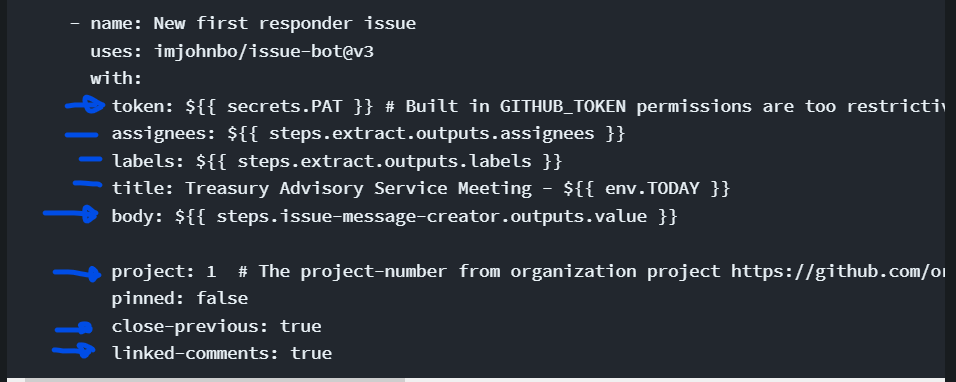 - name: New first responder issue
uses: imjohnbo/issue-bot@v3
with:
token: ${{ secrets.PAT }} # Built in GITHUB_TOKEN permissions are too
assignees: ${{ steps.extract.outputs.assignees }}
labels: ${{ steps.extract.outputs.labels }}
title: Treasury Advisory Service Meeting - ${{ env.TODAY }}
body: ${{ steps.issue-message-creator.outputs.value }}
project: 1 # The project-number from organization project https://github.com/or
pinned: false
close-previous: true
linked-comments: true